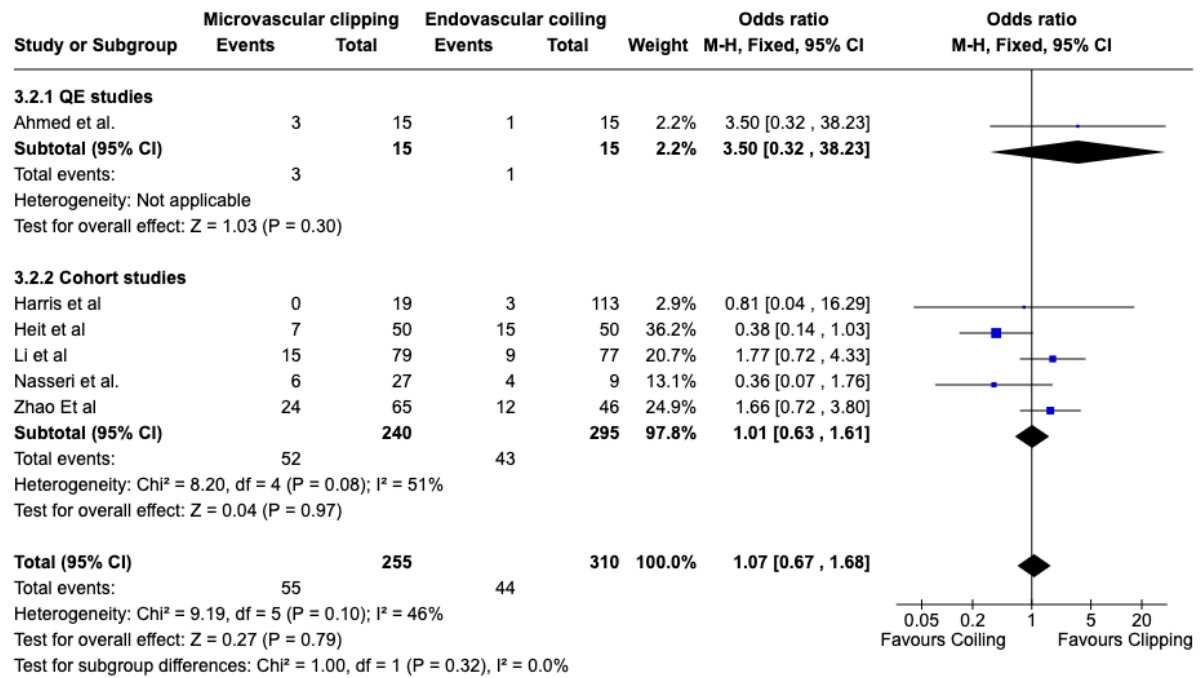 Microvascular clipping Endovascular coiling Odds ratio Odds ratio
Study or Subgroup Events Total Events Total Weight M-H, Fixed, 95% CI M-H, Fixed, 95% CI
3.2.1 QE studies
Ahmed et al. 3 15 1 15 2.2% 3.50 [0.32 , 38.23]
Subtotal (95% CI) 15 15 2.2% 3.50 [0.32 , 38.23]
Total events: 3 1
Heterogeneity: Not applicable
Test for overall effect: Z = 1.03 (P = 0.30)
3.2.2 Cohort studies
Harris et al 0 19 3 113 2.9% 0.81 [0.04 , 16.29]
Heit et al 7 50 15 50 36.2% 0.38 [0.14 , 1.03]
Li et al 15 79 9 77 20.7% 1.77 [0.72 , 4.33]
Nasseri et al. 6 27 4 9 13.1% 0.36 [0.07 , 1.76]
Zhao Et al 24 65 12 46 24.9% 1.66 [0.72 , 3.80]
Subtotal (95% CI) 240 295 97.8% 1.01 [0.63 , 1.61]
Total events: 52 43
Heterogeneity: Chi² = 8.20, df = 4 (P = 0.08); I² = 51%
Test for overall effect: Z = 0.04 (P = 0.97)
Total (95% CI) 255 310 100.0% 1.07 [0.67 , 1.68]
Total events: 55 44
Heterogeneity: Chi² = 9.19, df = 5 (P = 0.10); I² = 46%
Test for overall effect: Z = 0.27 (P = 0.79)
Test for subgroup differences: Chi² = 1.00, df = 1 (P = 0.32), I² = 0.0%
0.05 0.2 1 5 20
Favours Coiling Favours Clipping